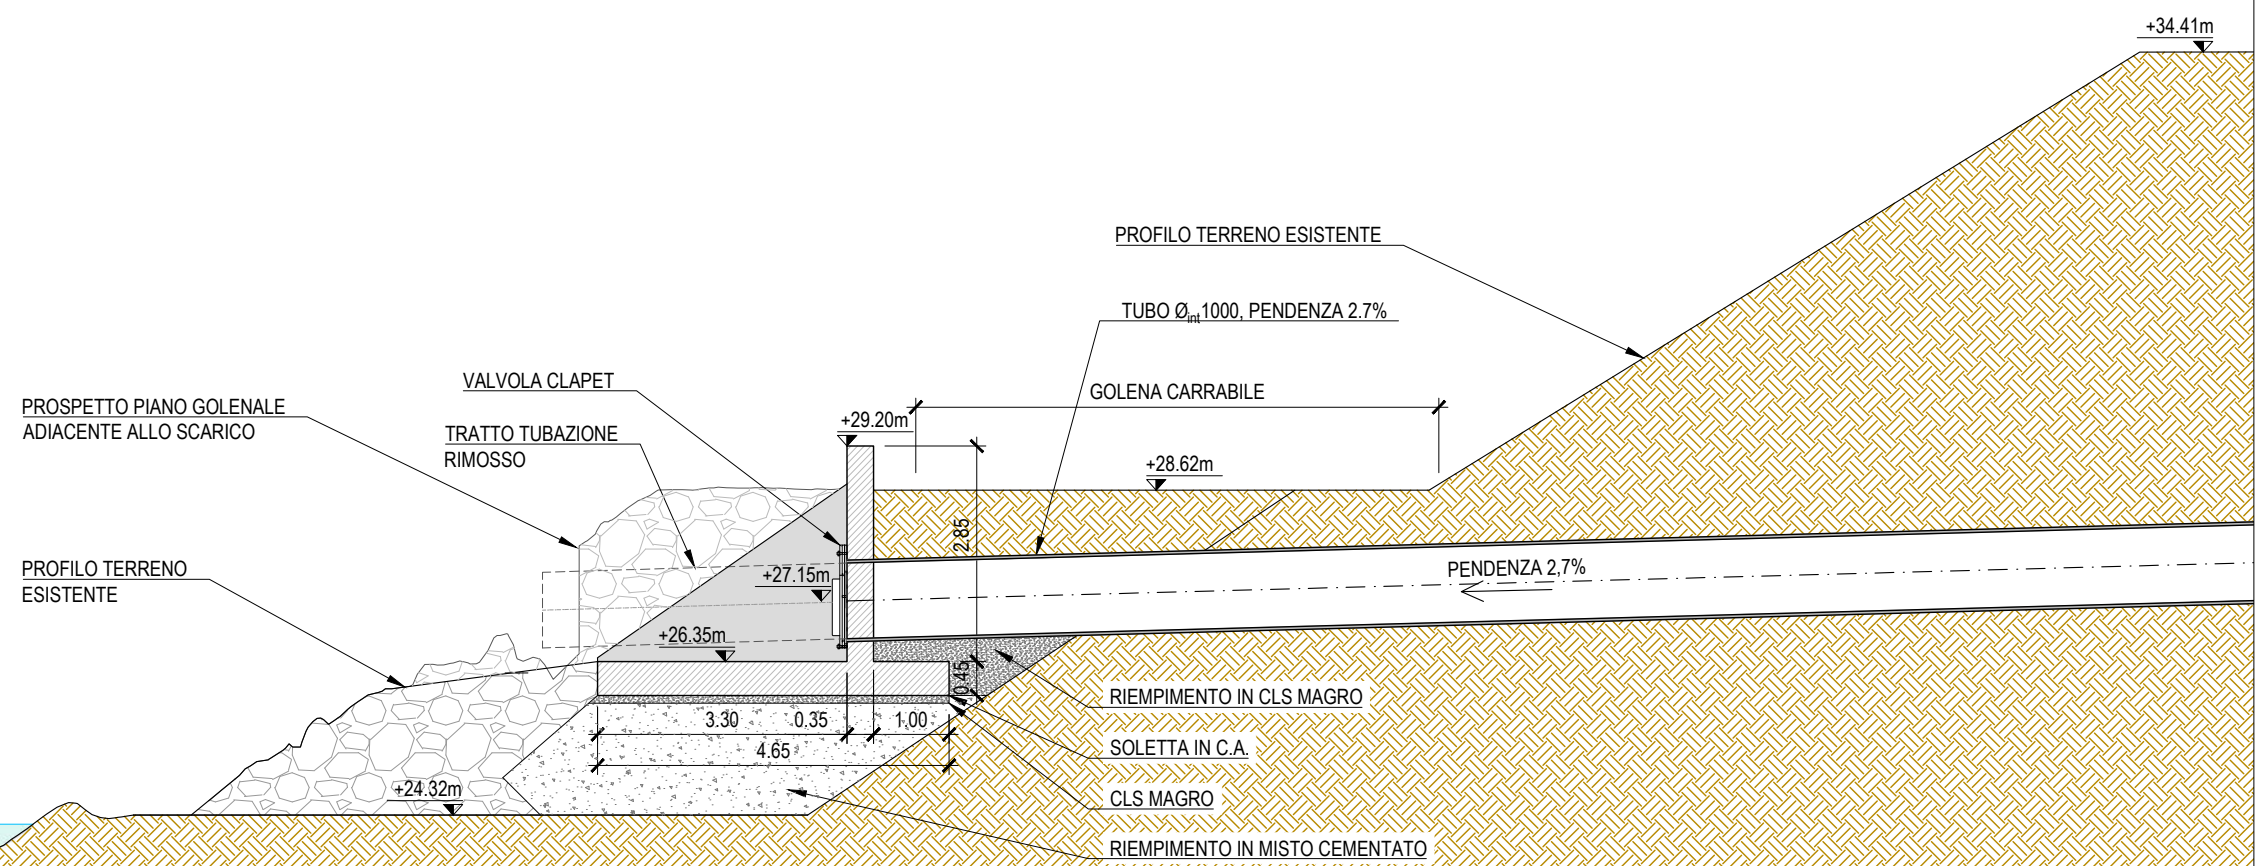 +34.41m
PROFILO TERRENO ESISTENTE
TUBO Øint1000, PENDENZA 2.7%
VALVOLA CLAPET
GOLENA CARRABILE
PROSPETTO PIANO GOLENALE
ADIACENTE ALLO SCARICO
+29.20m
TRATTO TUBAZIONE
RIMOSSO
+28.62m
2.85
PROFILO TERRENO
ESISTENTE
+27.15m
PENDENZA 2,7%
+26.35m
0.45
RIEMPIMENTO IN CLS MAGRO
3.30
0.35
1.00
SOLETTA IN C.A.
4.65
+24.32m
CLS MAGRO
RIEMPIMENTO IN MISTO CEMENTATO